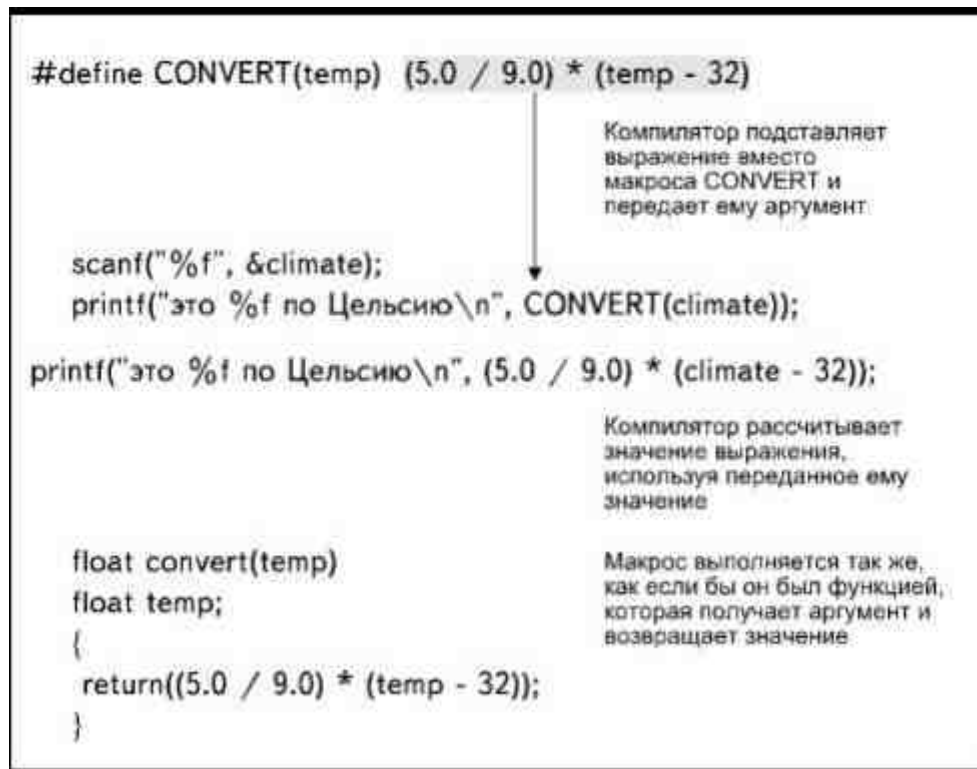 #define CONVERT(temp) (5.0 / 9.0) * (temp - 32)
Компилятор подставляет
выражение вместо
макроса CONVERT и
передает ему аргумент
scanf("%f", &climate);
printf("это %f по Цельсию\n", CONVERT(climate));
printf("это %f по Цельсию\n", (5.0 / 9.0) * (climate - 32));
Компилятор рассчитывает
значение выражения,
используя переданное ему
значение
float convert(temp)
float temp;
{
return((5.0 / 9.0) * (temp - 32));
}
Макрос выполняется так же,
как если бы он был функцией,
которая получает аргумент и
возвращает значение